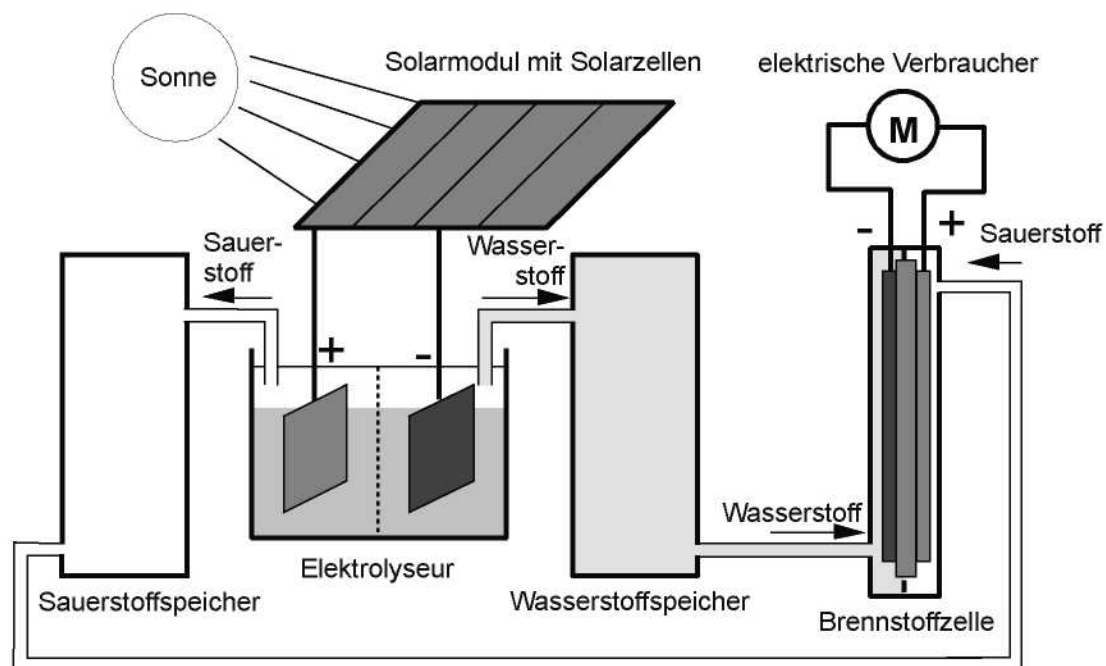 Sonne
Solarmodul mit Solarzellen
elektrische Verbraucher
M
-
+
Sauerstoff
Sauer-
stoff
Wasser-
stoff
+
-
Wasserstoff
Elektrolyseur
Sauerstoffspeicher
Wasserstoffspeicher
Brennstoffzelle